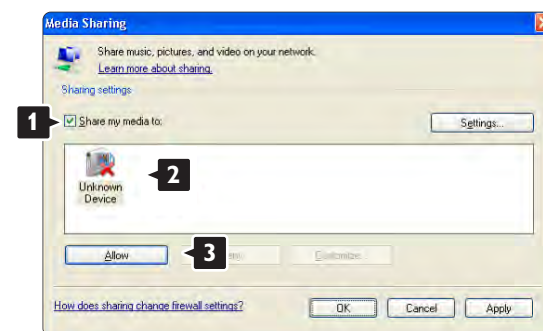 Media Sharing
Share music, pictures, and video on your network.
Learn more about sharing.
Sharing settings
1
Share my media to:
Settings...
2
Unknown
Device
Allow
3
Customize...
How does sharing change firewall settings?
OK
Cancel
Apply